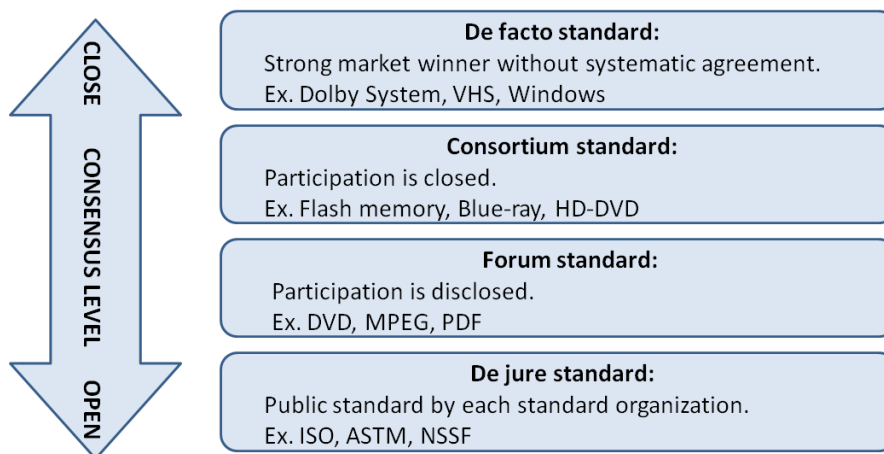 CLOSE CONSENSUS LEVEL OPEN
De facto standard:
Strong market winner without systematic agreement.
Ex. Dolby System, VHS, Windows
Consortium standard:
Participation is closed.
Ex. Flash memory, Blue-ray, HD-DVD
Forum standard:
Participation is disclosed.
Ex. DVD, MPEG, PDF
De jure standard:
Public standard by each standard organization.
Ex. ISO, ASTM, NSSF